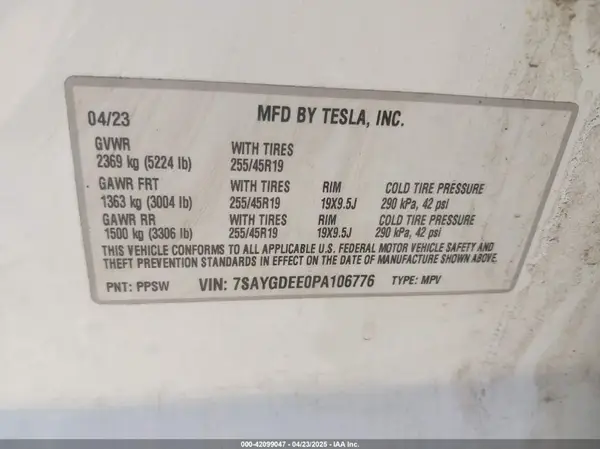 04/23 MFD BY TESLA, INC.
GVWR WITH TIRES
2369 kg (5224 lb) 255/45R19
GAWR FRT WITH TIRES RIM COLD TIRE PRESSURE
1363 kg (3004 lb) 255/45R19 19X9.5J 290 kPa, 42 psi
GAWR RR WITH TIRES RIM COLD TIRE PRESSURE
1500 kg (3306 lb) 255/45R19 19X9.5J 290 kPa, 42 psi
THIS VEHICLE CONFORMS TO ALL APPLICABLE U.S. FEDERAL MOTOR VEHICLE SAFETY AND
THEFT PREVENTION STANDARDS IN EFFECT ON THE DATE OF MANUFACTURE SHOWN ABOVE.
PNT: PPSW VIN: 7SAYGDEE0PA106776 TYPE: MPV
000-42099047 - 04/23/2025 - IAA Inc.